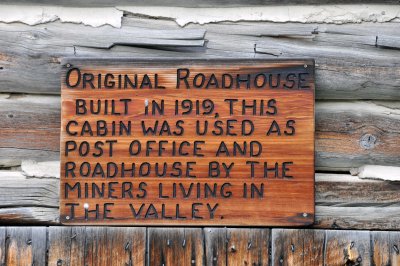 ORIGINAL ROADHOUSE
BUILT IN 1919, THIS
CABIN WAS USED AS
POST OFFICE AND
ROADHOUSE BY THE
MINERS LIVING IN
THE VALLEY.